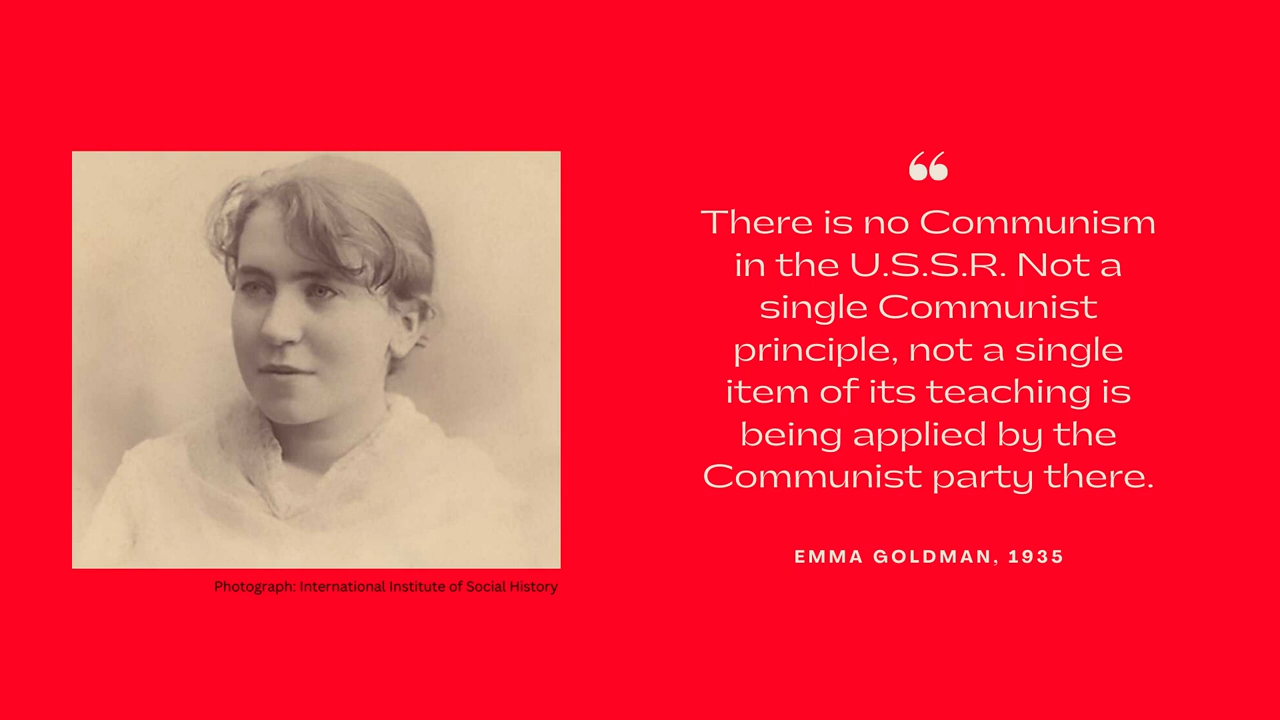 “
There is no Communism
in the U.S.S.R. Not a
single Communist
principle, not a single
item of its teaching is
being applied by the
Communist party there.
EMMA GOLDMAN, 1935
Photograph: International Institute of Social History